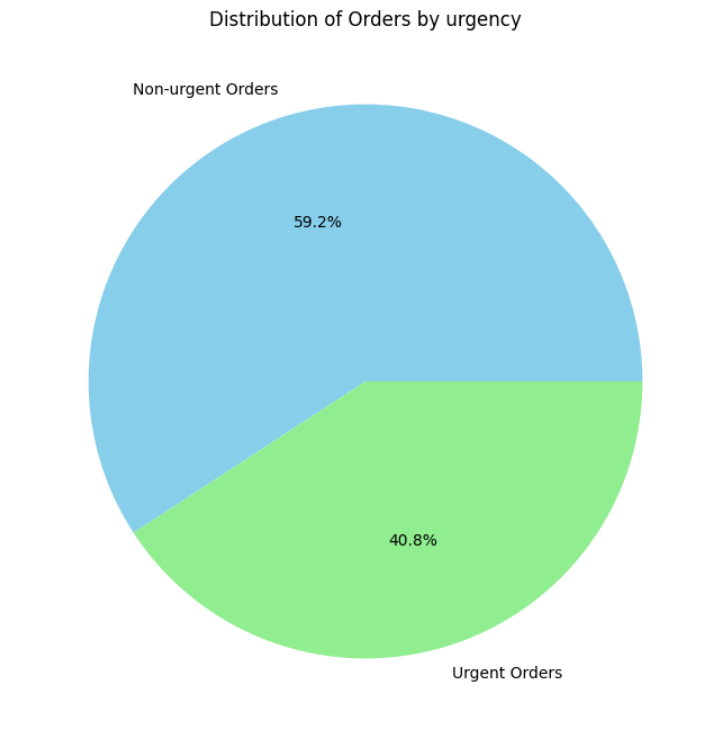 Distribution of Orders by urgency
Non-urgent Orders
59.2%
40.8%
Urgent Orders